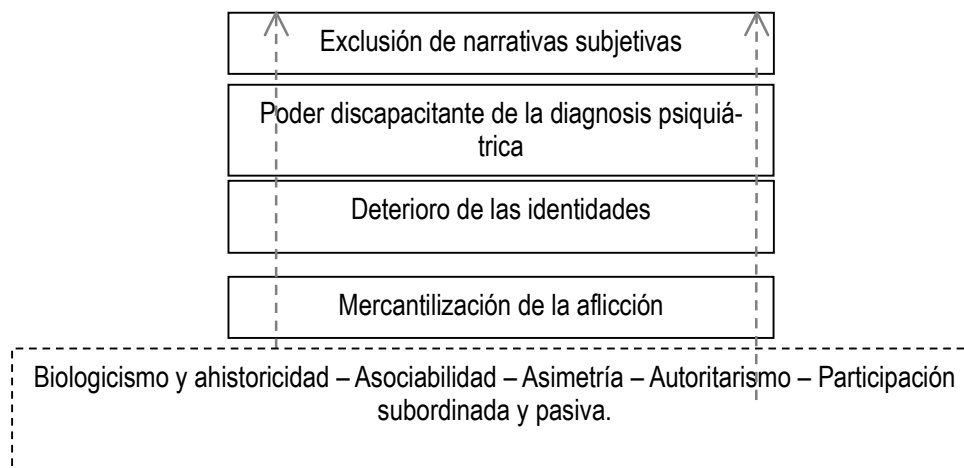 Exclusión de narrativas subjetivas
Poder discapacitante de la diagnosis psiquiá-
trica
Deterioro de las identidades
Mercantilización de la aflicción
Biologicismo y ahistoricidad – Asociabilidad – Asimetría – Autoritarismo – Participación
subordinada y pasiva.